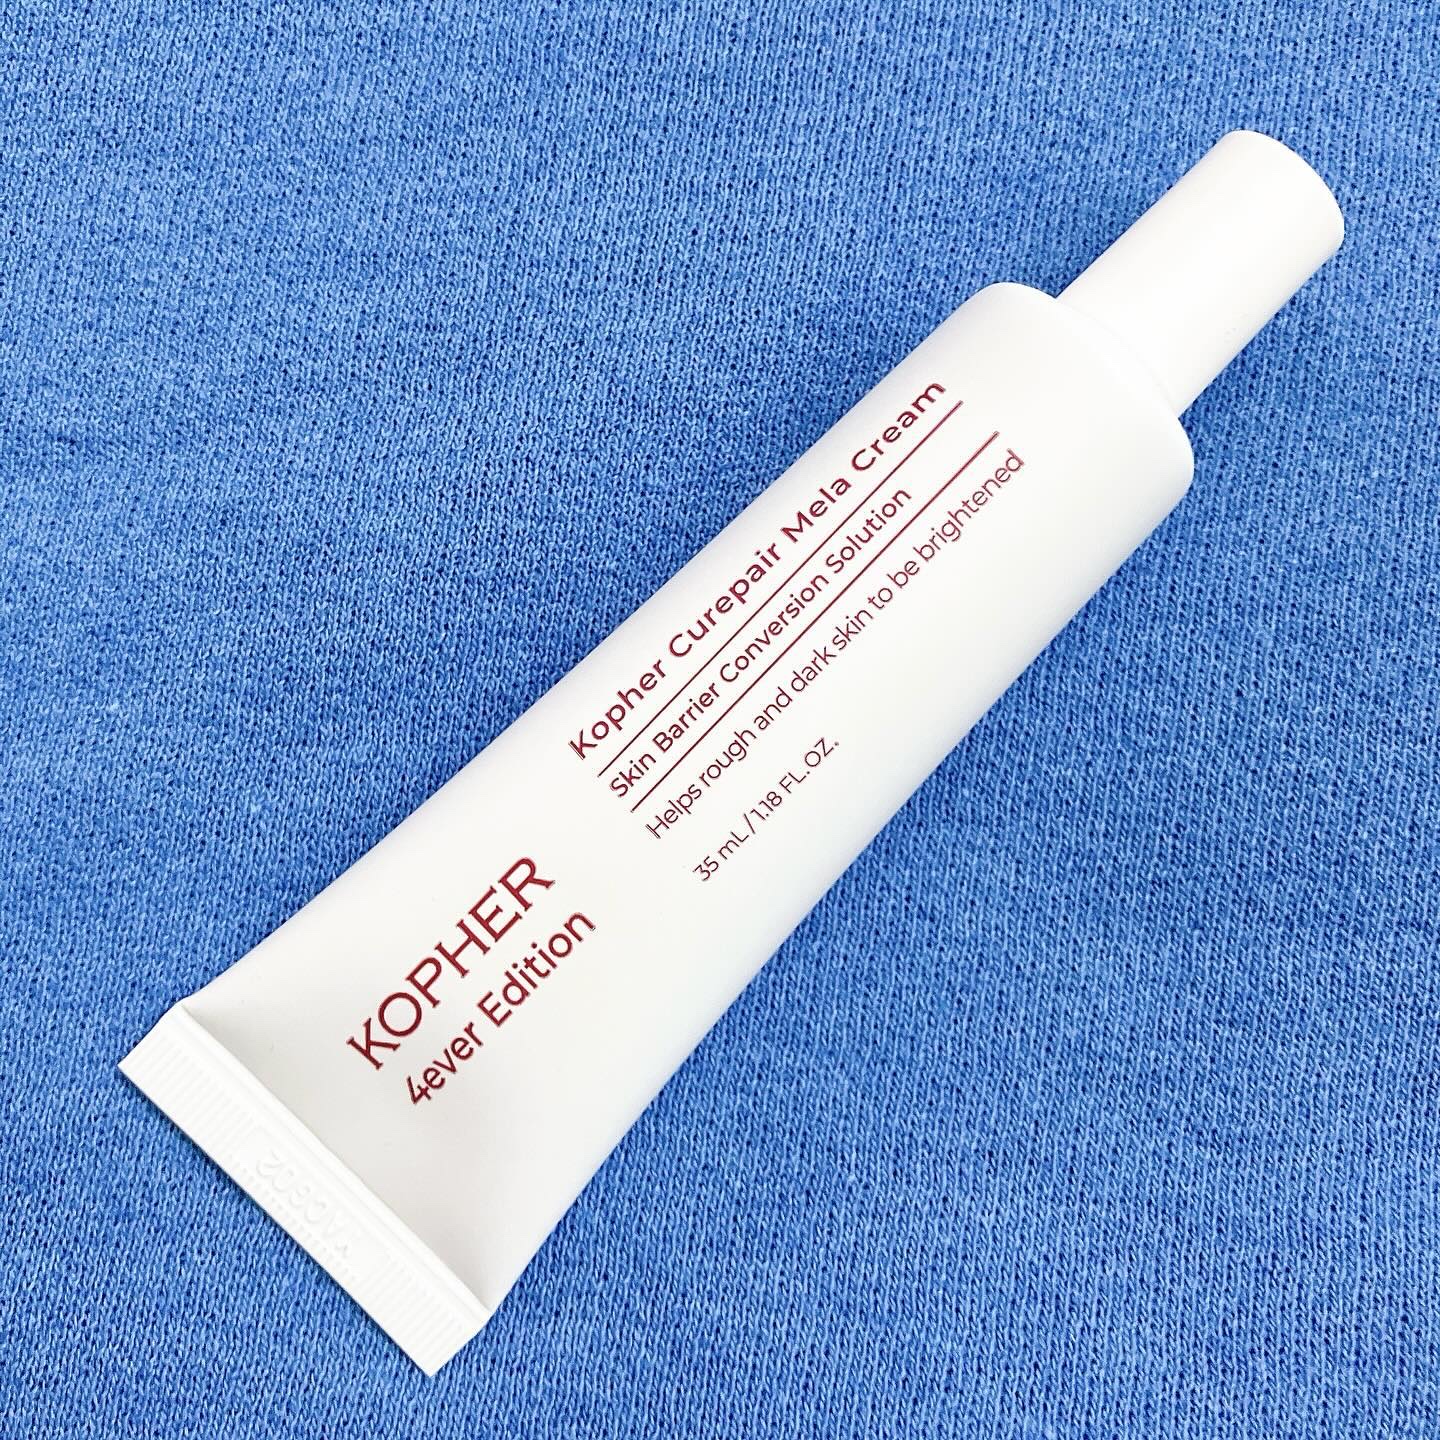 Kopher Curepair Mela Cream
Skin Barrier Conversion Solution
Helps rough and dark skin to be brightened
35 mL / 1.18 FL.OZ.
KOPHER
4ever Edition